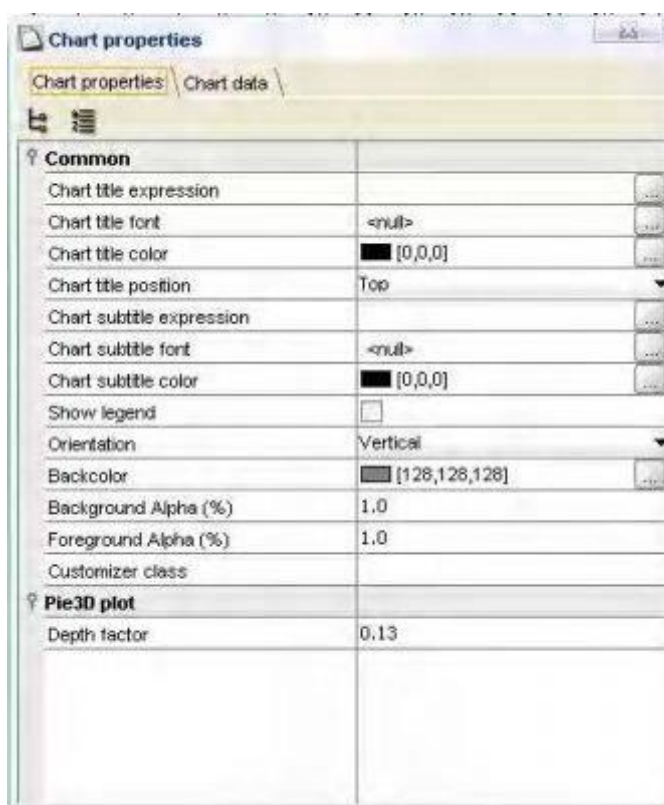 Chart properties
Chart properties Chart data
Common
Chart title expression ...
Chart title font <null> ...
Chart title color [0,0,0] ...
Chart title position Top
Chart subtitle expression ...
Chart subtitle font <null> ...
Chart subtitle color [0,0,0] ...
Show legend
Orientation Vertical
Backcolor [128,128,128] ...
Background Alpha (%) 1.0
Foreground Alpha (%) 1.0
Customizer class
Pie3D plot
Depth factor 0.13